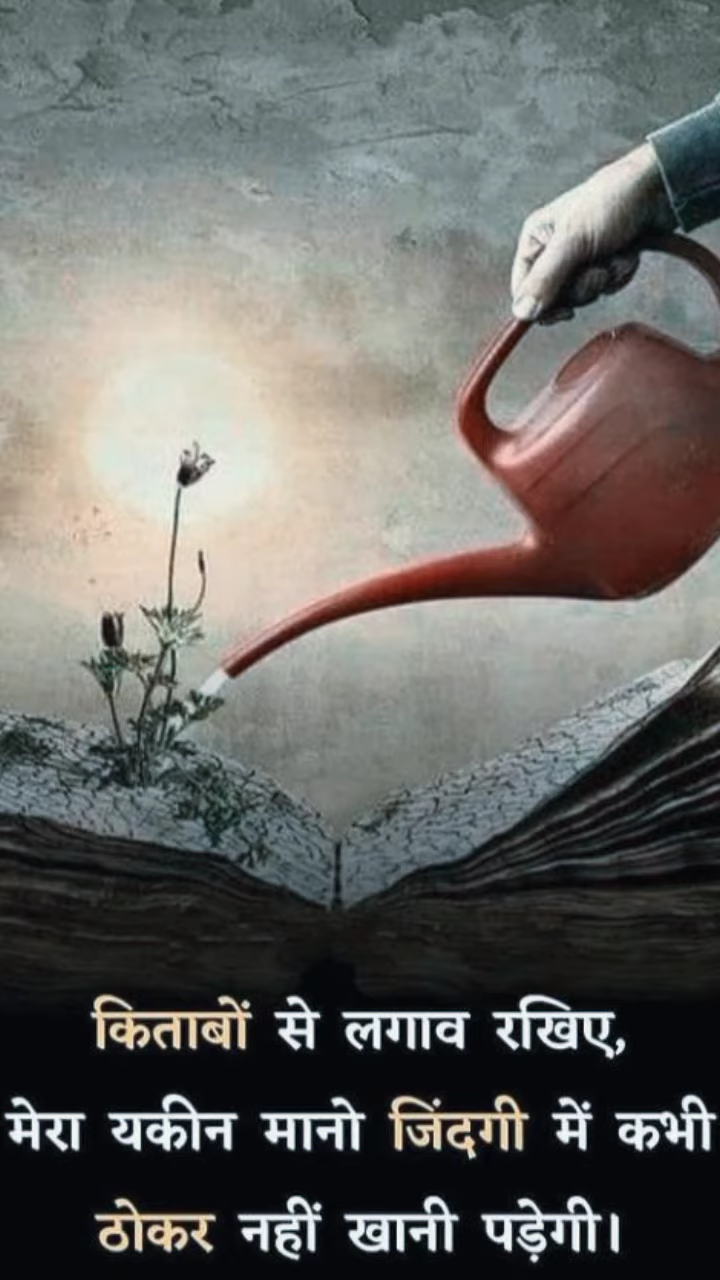 किताबों से लगाव रखिए,
मेरा यकीन मानो जिंदगी में कभी
ठोकर नहीं खानी पड़ेगी।